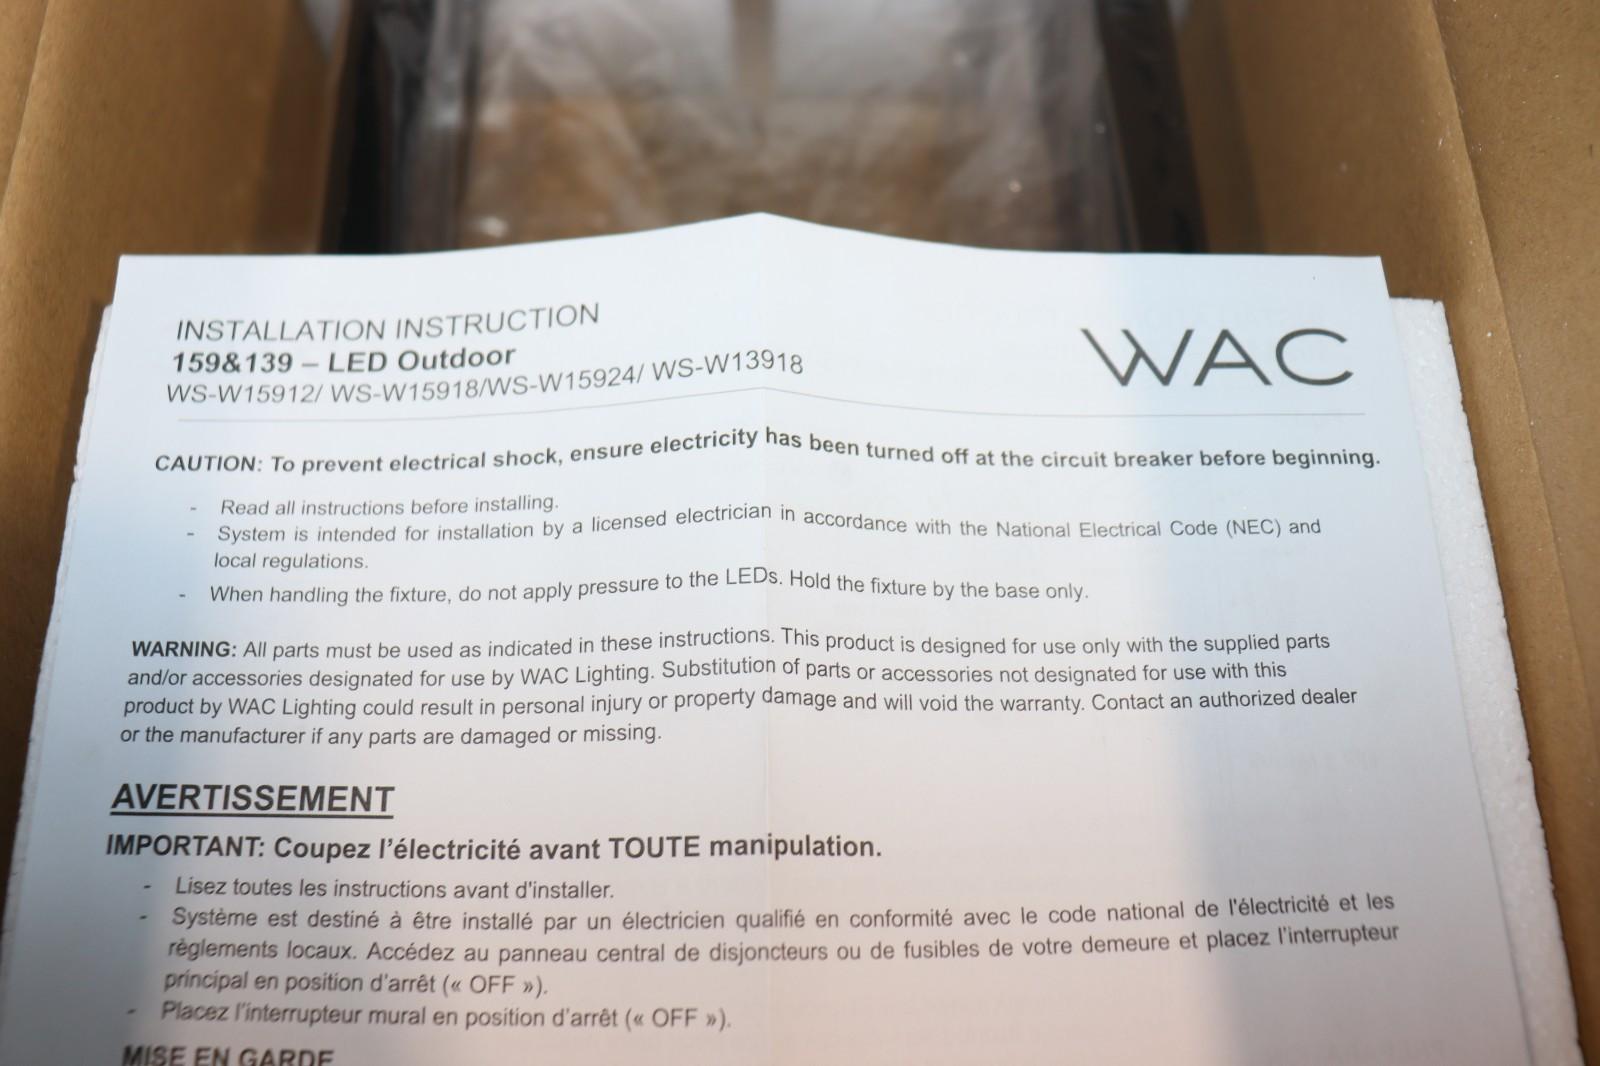 INSTALLATION INSTRUCTION
159&139 – LED Outdoor
WS-W15912/ WS-W15918/WS-W15924/ WS-W13918
WAC
CAUTION: To prevent electrical shock, ensure electricity has been turned off at the circuit breaker before beginning.
- Read all instructions before installing.
- System is intended for installation by a licensed electrician in accordance with the National Electrical Code (NEC) and
local regulations.
- When handling the fixture, do not apply pressure to the LEDs. Hold the fixture by the base only.
WARNING: All parts must be used as indicated in these instructions. This product is designed for use only with the supplied parts
and/or accessories designated for use by WAC Lighting. Substitution of parts or accessories not designated for use with this
product by WAC Lighting could result in personal injury or property damage and will void the warranty. Contact an authorized dealer
or the manufacturer if any parts are damaged or missing.
AVERTISSEMENT
IMPORTANT: Coupez l'électricité avant TOUTE manipulation.
- Lisez toutes les instructions avant d'installer.
- Système est destiné à être installé par un électricien qualifié en conformité avec le code national de l'électricité et les
règlements locaux. Accédez au panneau central de disjoncteurs ou de fusibles de votre demeure et placez l'interrupteur
principal en position d'arrêt (« OFF »).
- Placez l'interrupteur mural en position d'arrêt (« OFF »).
MISE EN GARDE